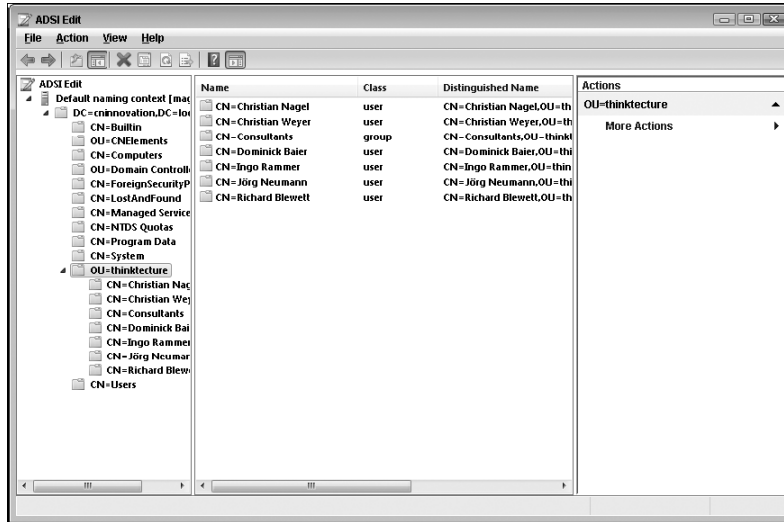 ADSI Edit
File Action View Help
ADSI Edit
Default naming context [mag
DC=cninnovation,DC=loc
CN=Builtin
OU=CNElements
CN=Computers
OU=Domain Controlle
CN=ForeignSecurityP
CN=LostAndFound
CN=Managed Service
CN=NTDS Quotas
CN=Program Data
CN=System
OU=thinktecture
CN=Christian Nag
CN=Christian Wey
CN=Consultants
CN=Dominick Bai
CN=Ingo Rammer
CN=Jörg Neuman
CN=Richard Blew
CN=Users
Name Class Distinguished Name
CN=Christian Nagel user CN=Christian Nagel,OU=th
CN=Christian Weyer user CN=Christian Weyer,OU=th
CN=Consultants group CN=Consultants,OU=thinkt
CN=Dominick Baier user CN=Dominick Baier,OU=thi
CN=Ingo Rammer user CN=Ingo Rammer,OU=thin
CN=Jörg Neumann user CN=Jörg Neumann,OU=thi
CN=Richard Blewett user CN=Richard Blewett,OU=th
Actions
OU=thinktecture
More Actions